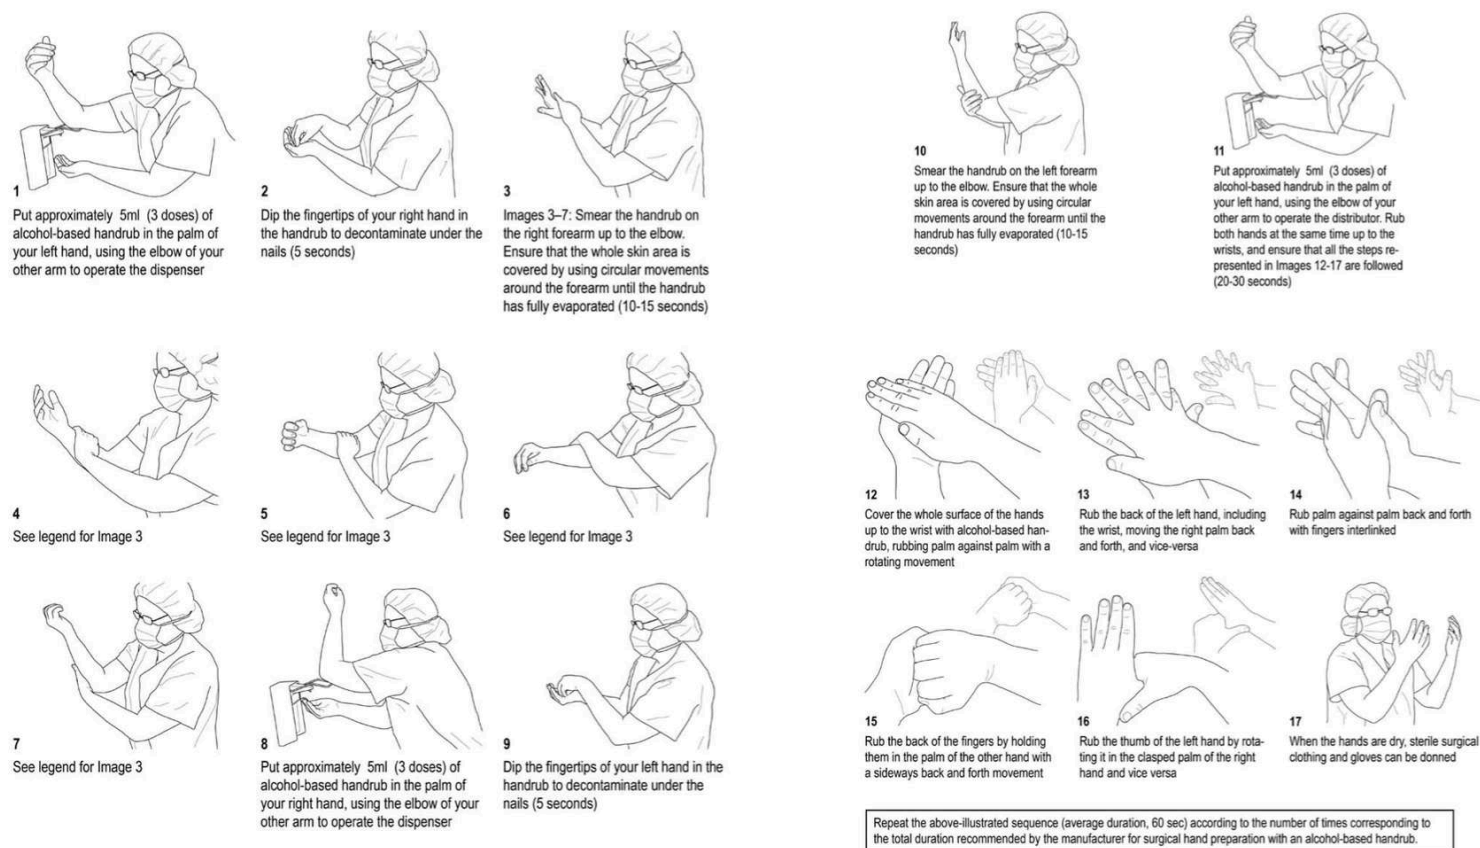 1
Put approximately 5ml (3 doses) of
alcohol-based handrub in the palm of
your left hand, using the elbow of your
other arm to operate the dispenser
2
Dip the fingertips of your right hand in
the handrub to decontaminate under the
nails (5 seconds)
3
Images 3–7: Smear the handrub on
the right forearm up to the elbow.
Ensure that the whole skin area is
covered by using circular movements
around the forearm until the handrub
has fully evaporated (10-15 seconds)
4
See legend for Image 3
5
See legend for Image 3
6
See legend for Image 3
7
See legend for Image 3
8
Put approximately 5ml (3 doses) of
alcohol-based handrub in the palm of
your right hand, using the elbow of your
other arm to operate the dispenser
9
Dip the fingertips of your left hand in the
handrub to decontaminate under the
nails (5 seconds)
10
Smear the handrub on the left forearm
up to the elbow. Ensure that the whole
skin area is covered by using circular
movements around the forearm until the
handrub has fully evaporated (10-15
seconds)
11
Put approximately 5ml (3 doses) of
alcohol-based handrub in the palm of
your left hand, using the elbow of your
other arm to operate the distributor. Rub
both hands at the same time up to the
wrists, and ensure that all the steps re-
presented in Images 12-17 are followed
(20-30 seconds)
12
Cover the whole surface of the hands
up to the wrist with alcohol-based han-
drub, rubbing palm against palm with a
rotating movement
13
Rub the back of the left hand, including
the wrist, moving the right palm back
and forth, and vice-versa
14
Rub palm against palm back and forth
with fingers interlinked
15
Rub the back of the fingers by holding
them in the palm of the other hand with
a sideways back and forth movement
16
Rub the thumb of the left hand by rota-
ting it in the clasped palm of the right
hand and vice versa
17
When the hands are dry, sterile surgical
clothing and gloves can be donned
Repeat the above-illustrated sequence (average duration, 60 sec) according to the number of times corresponding to
the total duration recommended by the manufacturer for surgical hand preparation with an alcohol-based handrub.